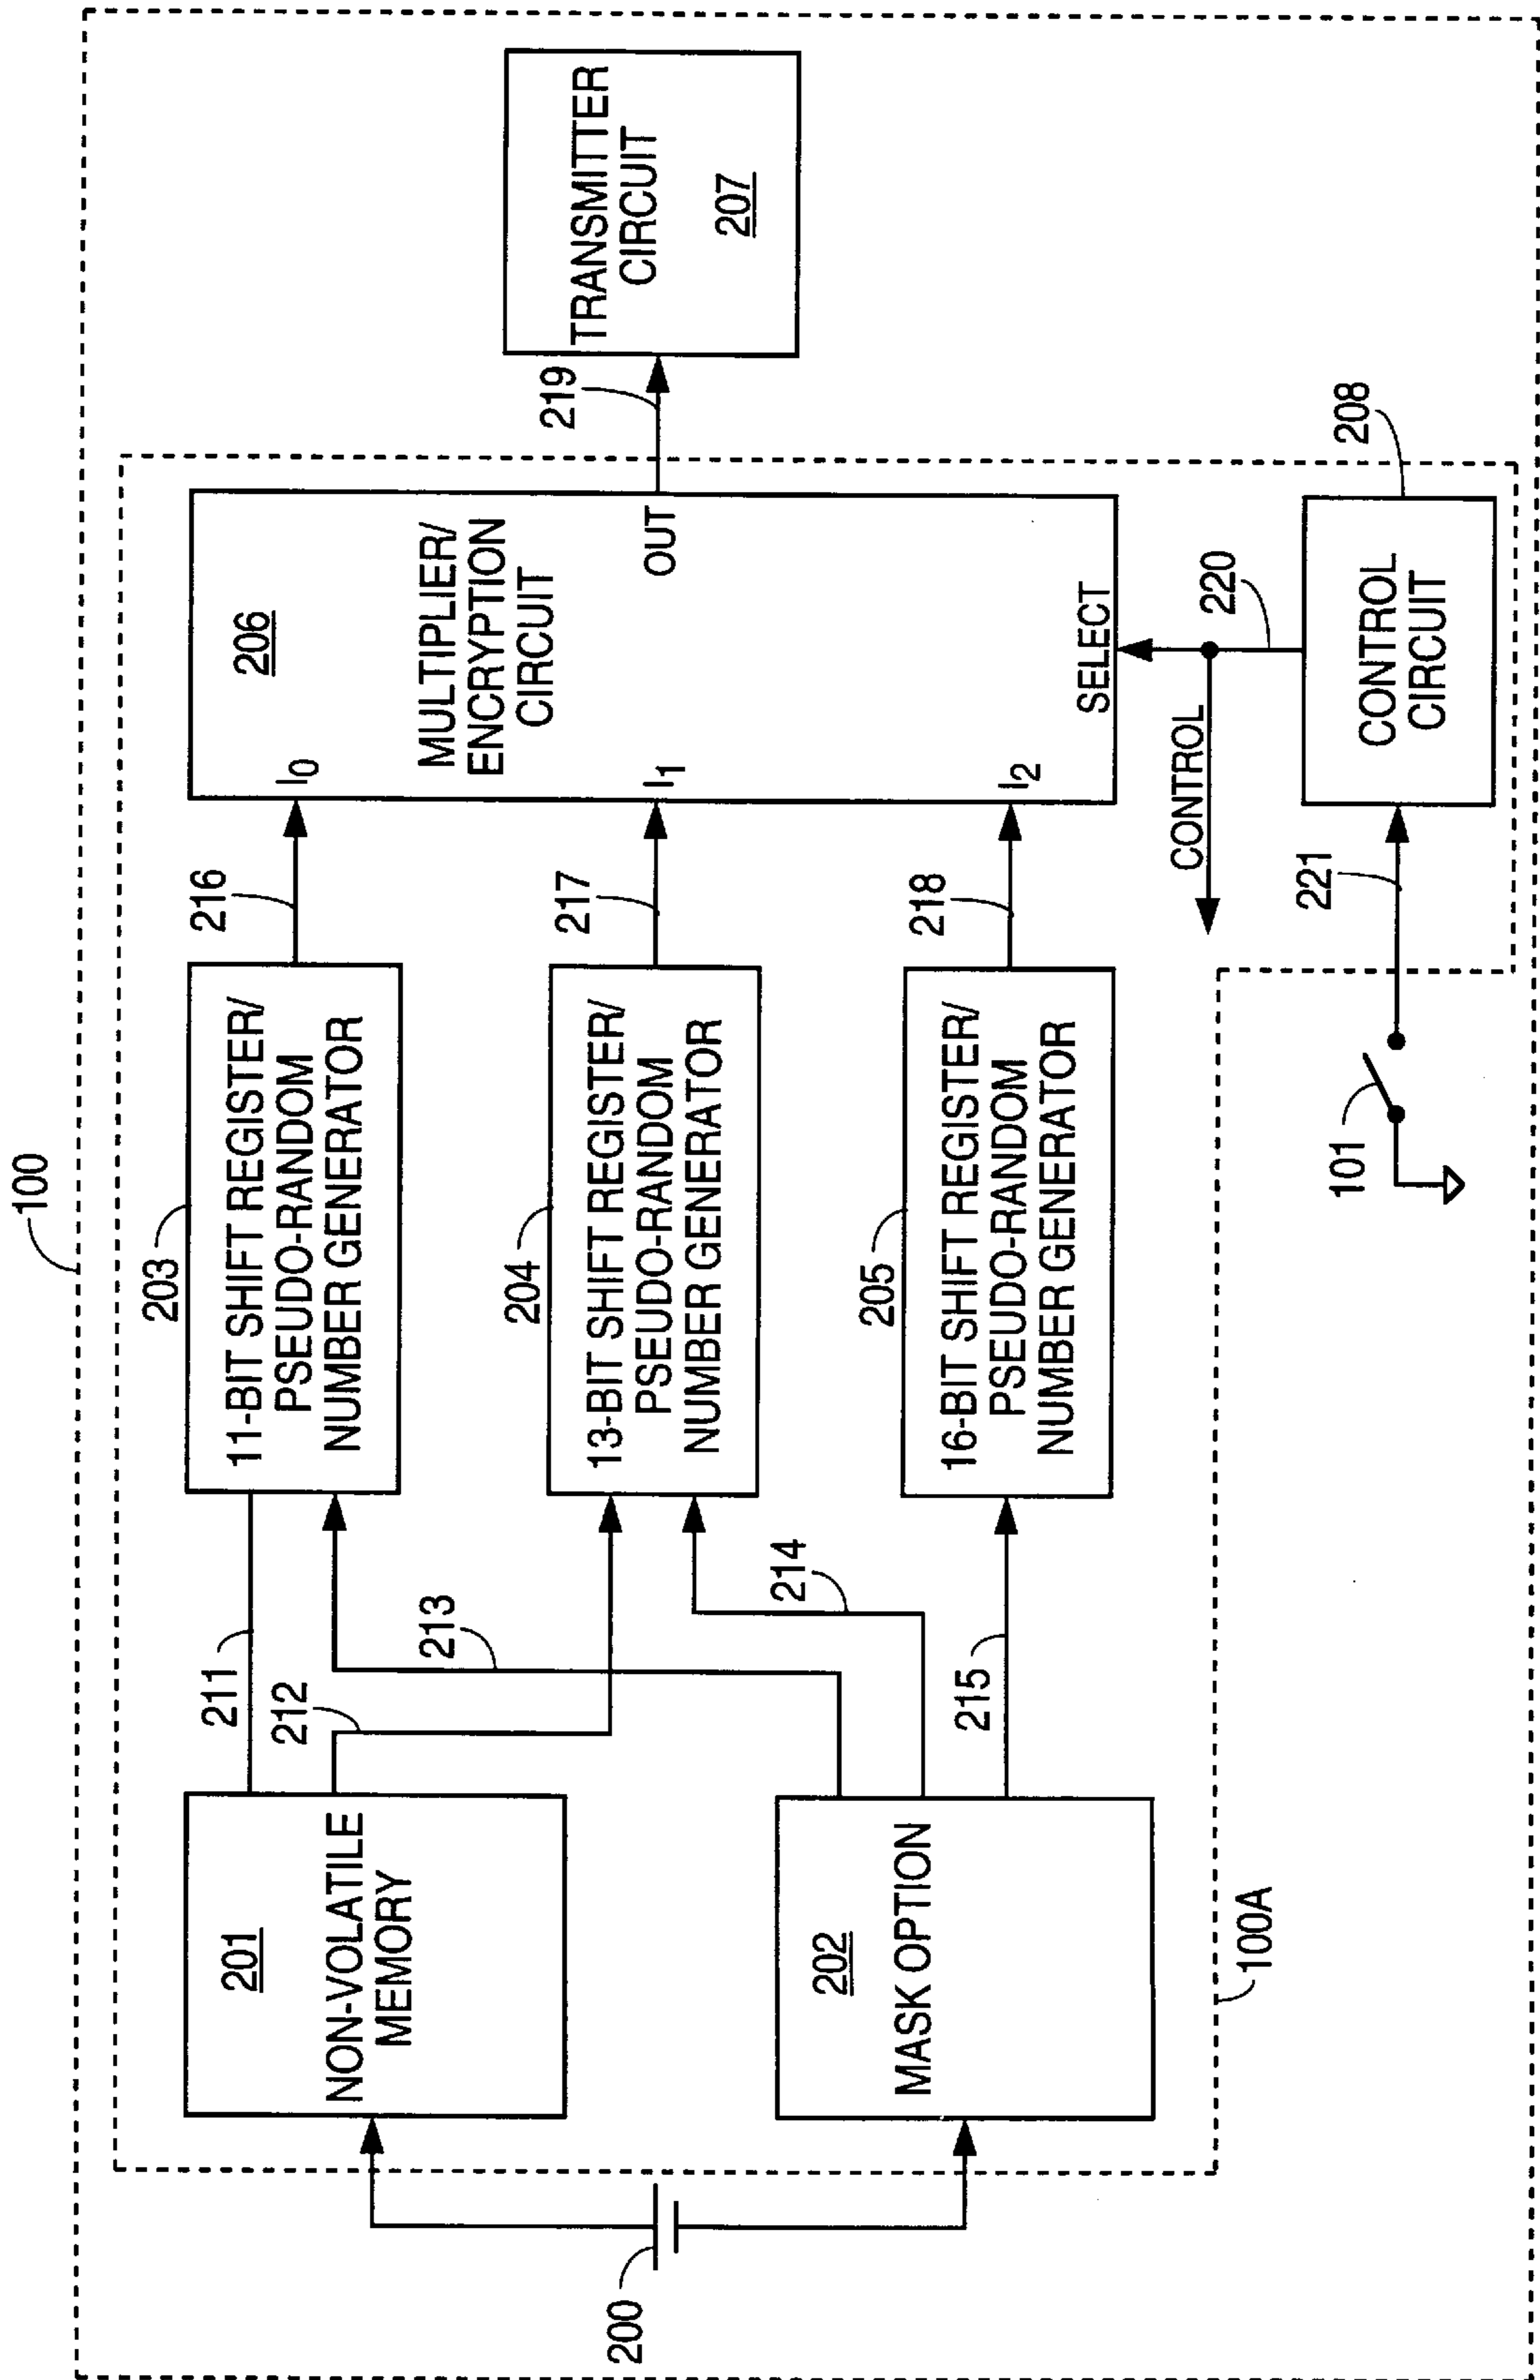 100
203
11-BIT SHIFT REGISTER/
PSEUDO-RANDOM
NUMBER GENERATOR
204
13-BIT SHIFT REGISTER/
PSEUDO-RANDOM
NUMBER GENERATOR
205
16-BIT SHIFT REGISTER/
PSEUDO-RANDOM
NUMBER GENERATOR
201
NON-VOLATILE
MEMORY
202
MASK OPTION
200
211
212
213
214
215
216
217
218
206
MULTIPLIER/
ENCRYPTION
CIRCUIT
I0
I1
I2
OUT
SELECT
219
TRANSMITTER
CIRCUIT
207
CONTROL
220
208
CONTROL
CIRCUIT
221
101
100A